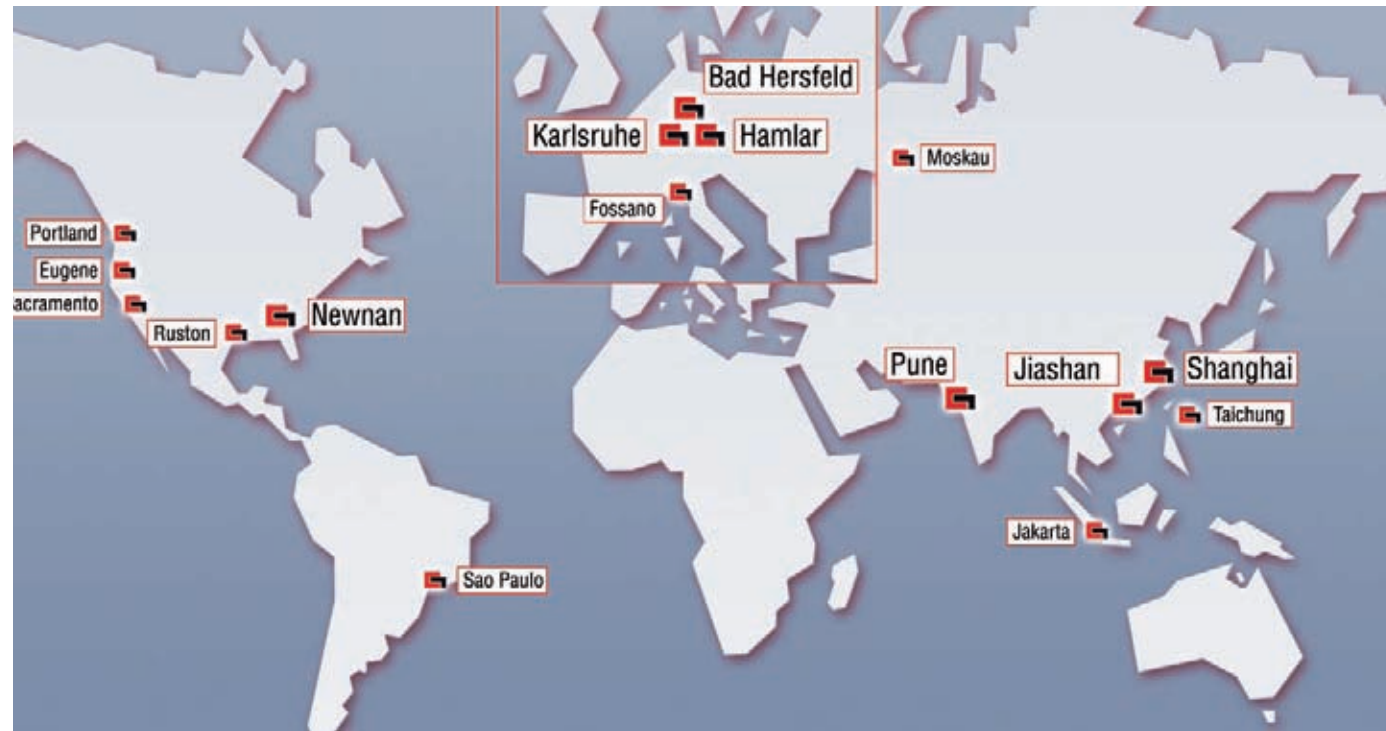 Bad Hersfeld
Karlsruhe
Hamlar
Moskau
Fossano
Portland
Eugene
acramento
Newnan
Ruston
Pune
Jiashan
Shanghai
Taichung
Jakarta
Sao Paulo